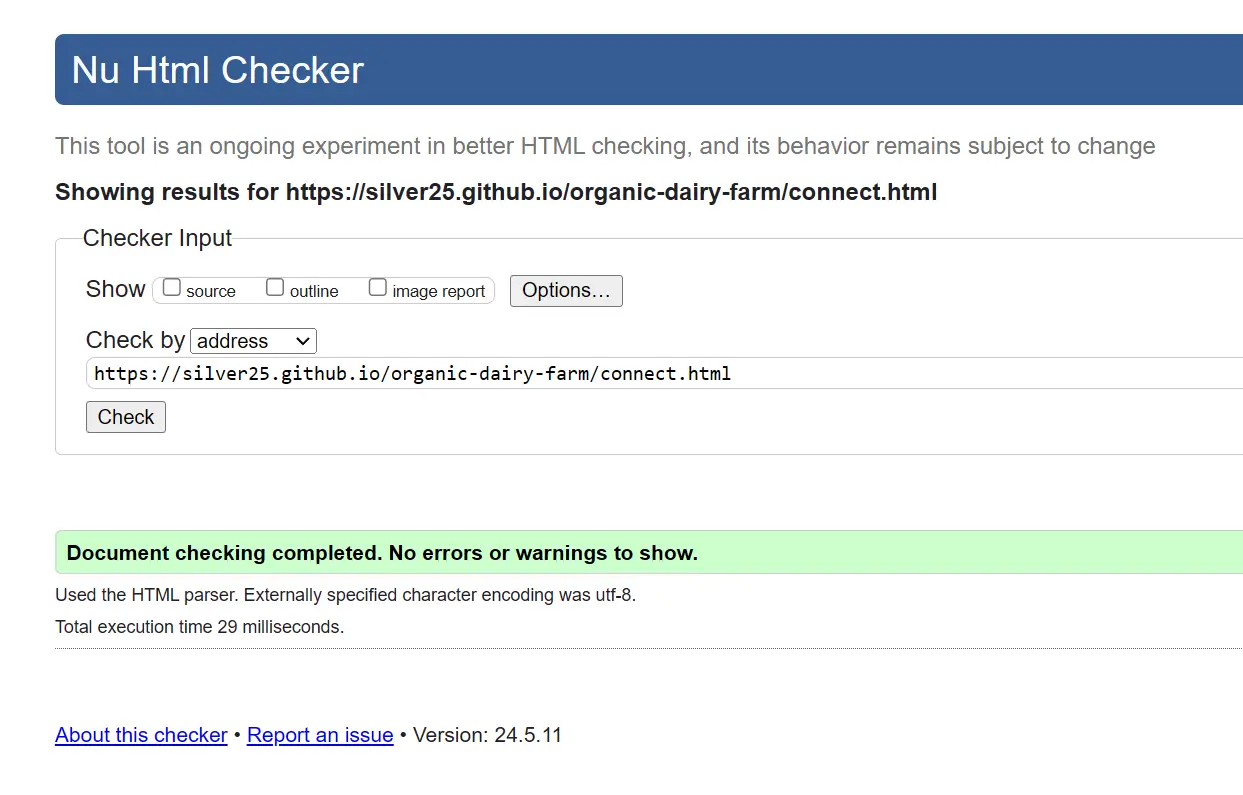 Nu Html Checker
This tool is an ongoing experiment in better HTML checking, and its behavior remains subject to change
Showing results for https://silver25.github.io/organic-dairy-farm/connect.html
Checker Input
Show source outline image report Options...
Check by address
https://silver25.github.io/organic-dairy-farm/connect.html
Check
Document checking completed. No errors or warnings to show.
Used the HTML parser. Externally specified character encoding was utf-8.
Total execution time 29 milliseconds.
About this checker • Report an issue • Version: 24.5.11